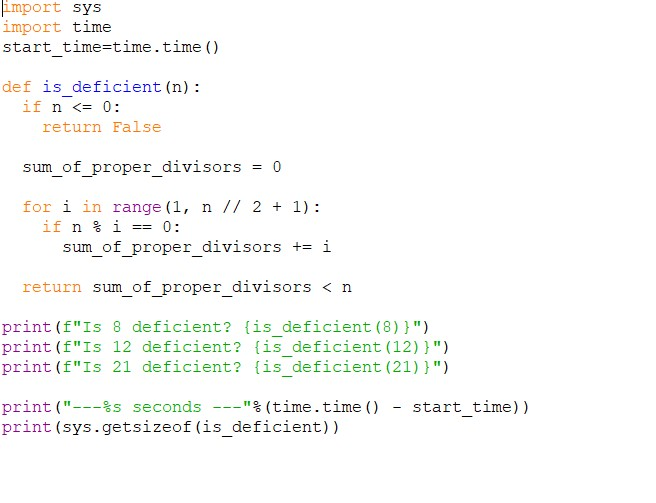 import sys
import time
start_time=time.time()
def is_deficient(n):
  if n <= 0:
    return False
  sum_of_proper_divisors = 0
  for i in range(1, n // 2 + 1):
    if n % i == 0:
      sum_of_proper_divisors += i
  return sum_of_proper_divisors < n
print(f"Is 8 deficient? {is_deficient(8)}")
print(f"Is 12 deficient? {is_deficient(12)}")
print(f"Is 21 deficient? {is_deficient(21)}")
print("---%s seconds ---"%(time.time() - start_time))
print(sys.getsizeof(is_deficient))